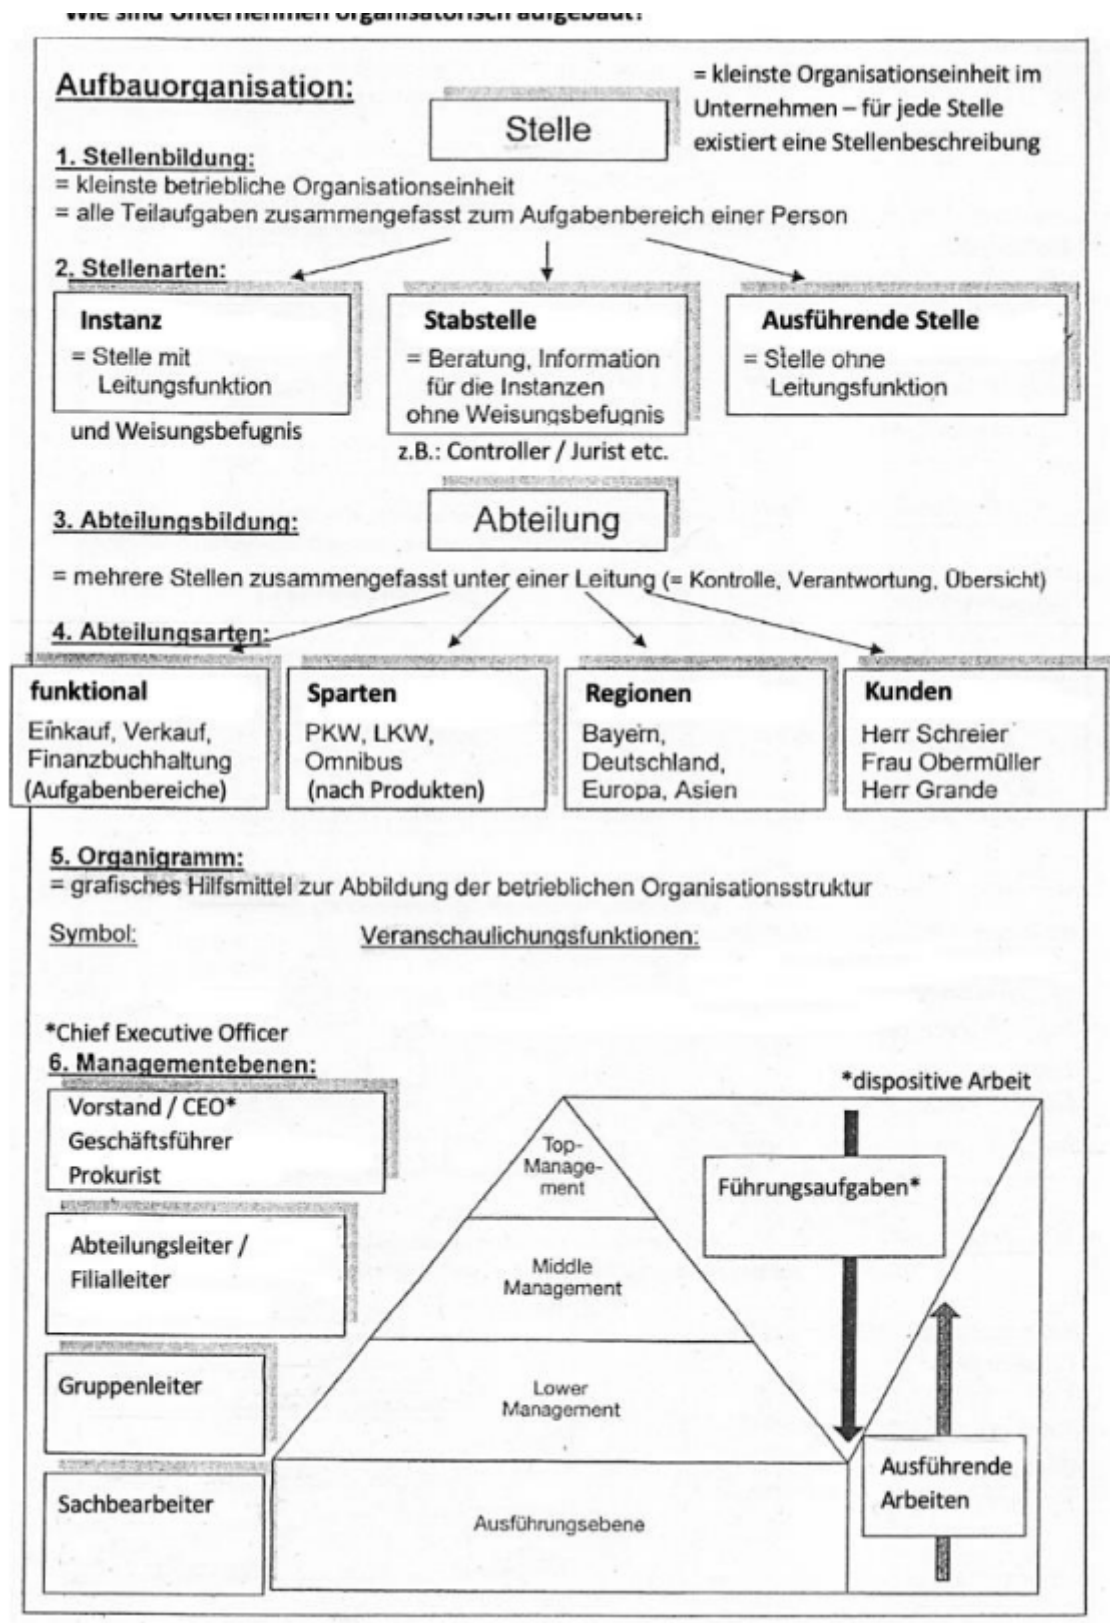 Wie sind Unternehmen organisatorisch aufgebaut?
Aufbauorganisation:
Stelle
= kleinste Organisationseinheit im
Unternehmen – für jede Stelle
existiert eine Stellenbeschreibung
1. Stellenbildung:
= kleinste betriebliche Organisationseinheit
= alle Teilaufgaben zusammengefasst zum Aufgabenbereich einer Person
2. Stellenarten:
Instanz
= Stelle mit
Leitungsfunktion
und Weisungsbefugnis
Stabstelle
= Beratung, Information
für die Instanzen
ohne Weisungsbefugnis
z.B.: Controller / Jurist etc.
Ausführende Stelle
= Stelle ohne
Leitungsfunktion
3. Abteilungsbildung:
Abteilung
= mehrere Stellen zusammengefasst unter einer Leitung (= Kontrolle, Verantwortung, Übersicht)
4. Abteilungsarten:
funktional
Einkauf, Verkauf,
Finanzbuchhaltung
(Aufgabenbereiche)
Sparten
PKW, LKW,
Omnibus
(nach Produkten)
Regionen
Bayern,
Deutschland,
Europa, Asien
Kunden
Herr Schreier
Frau Obermüller
Herr Grande
5. Organigramm:
= grafisches Hilfsmittel zur Abbildung der betrieblichen Organisationsstruktur
Symbol:
Veranschaulichungsfunktionen:
*Chief Executive Officer
6. Managementebenen:
*dispositive Arbeit
Vorstand / CEO*
Geschäftsführer
Prokurist
Top-
Manage-
ment
Führungsaufgaben*
Abteilungsleiter /
Filialleiter
Middle
Management
Gruppenleiter
Lower
Management
Sachbearbeiter
Ausführungsebene
Ausführende
Arbeiten